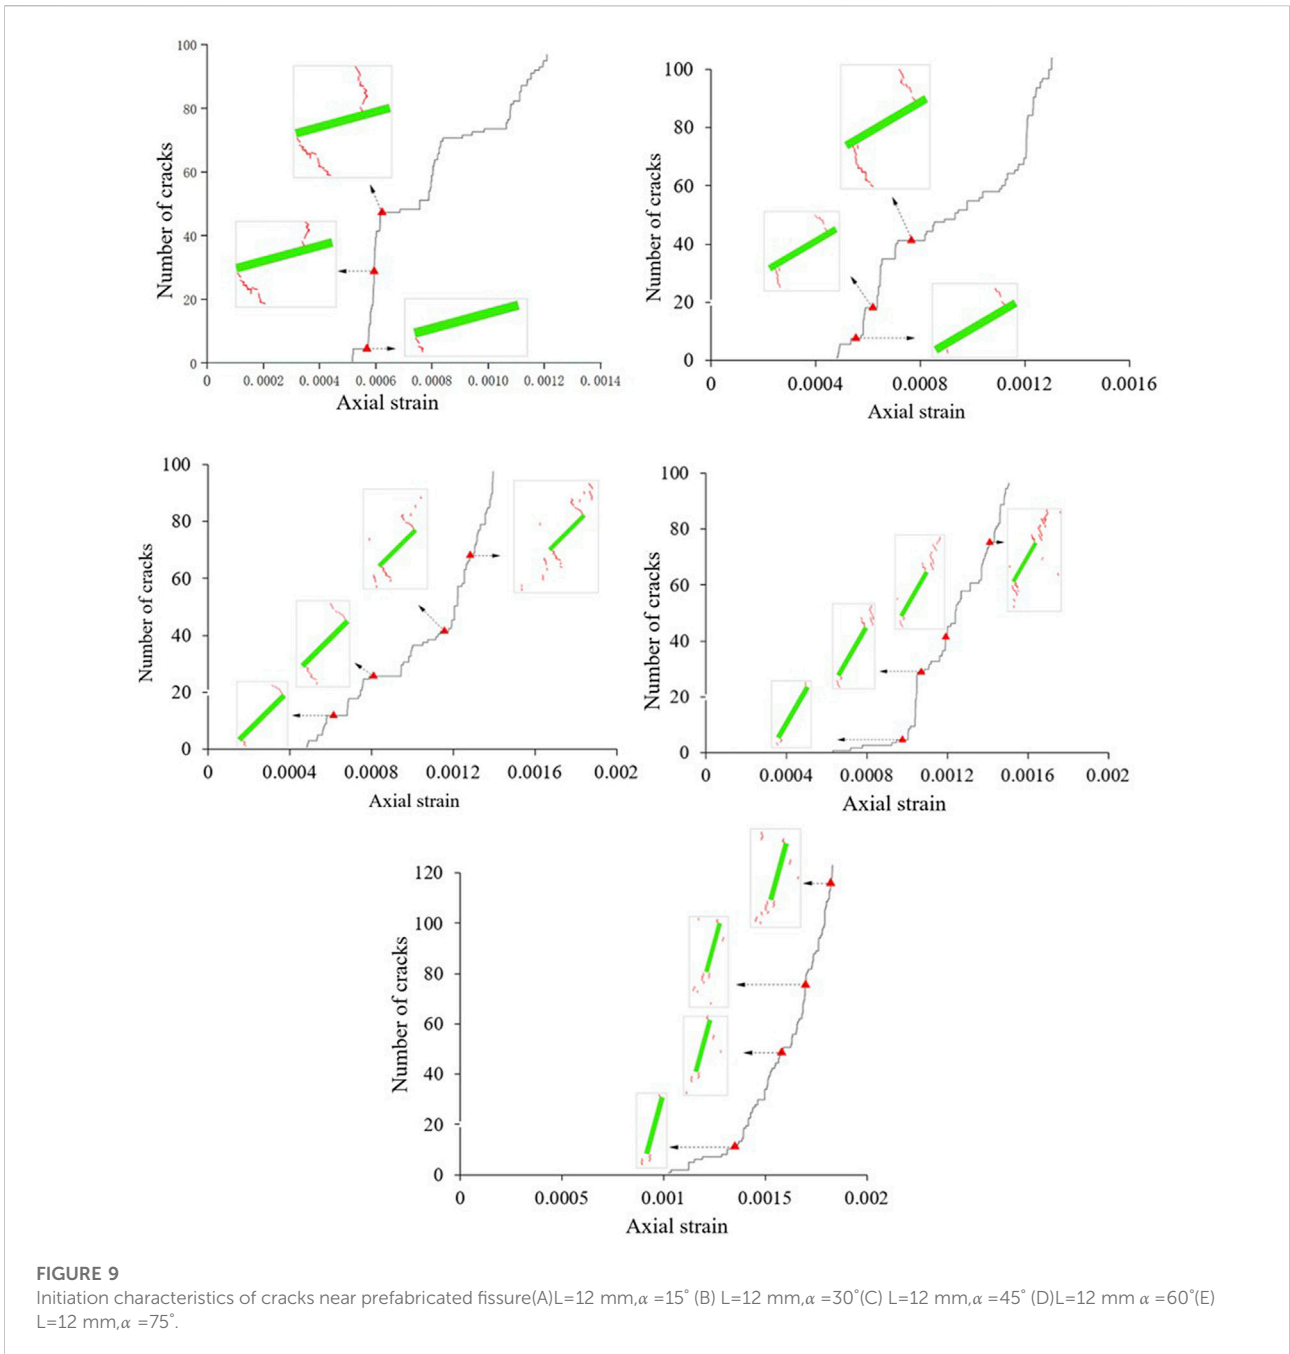 100
80
60
40
20
0
Number of cracks
0 0.0002 0.0004 0.0006 0.0008 0.0010 0.0012 0.0014
Axial strain
100
80
60
40
20
0
Number of cracks
0 0.0004 0.0008 0.0012 0.0016
Axial strain
100
80
60
40
20
0
Number of cracks
0 0.0004 0.0008 0.0012 0.0016 0.002
Axial strain
100
80
60
40
20
0
Number of cracks
0 0.0004 0.0008 0.0012 0.0016 0.002
Axial strain
120
100
80
60
40
20
0
Number of cracks
0 0.0005 0.001 0.0015 0.002
Axial strain
FIGURE 9
Initiation characteristics of cracks near prefabricated fissure(A)L=12 mm,α =15° (B) L=12 mm,α =30°(C) L=12 mm,α =45° (D)L=12 mm α =60°(E)
L=12 mm,α =75°.